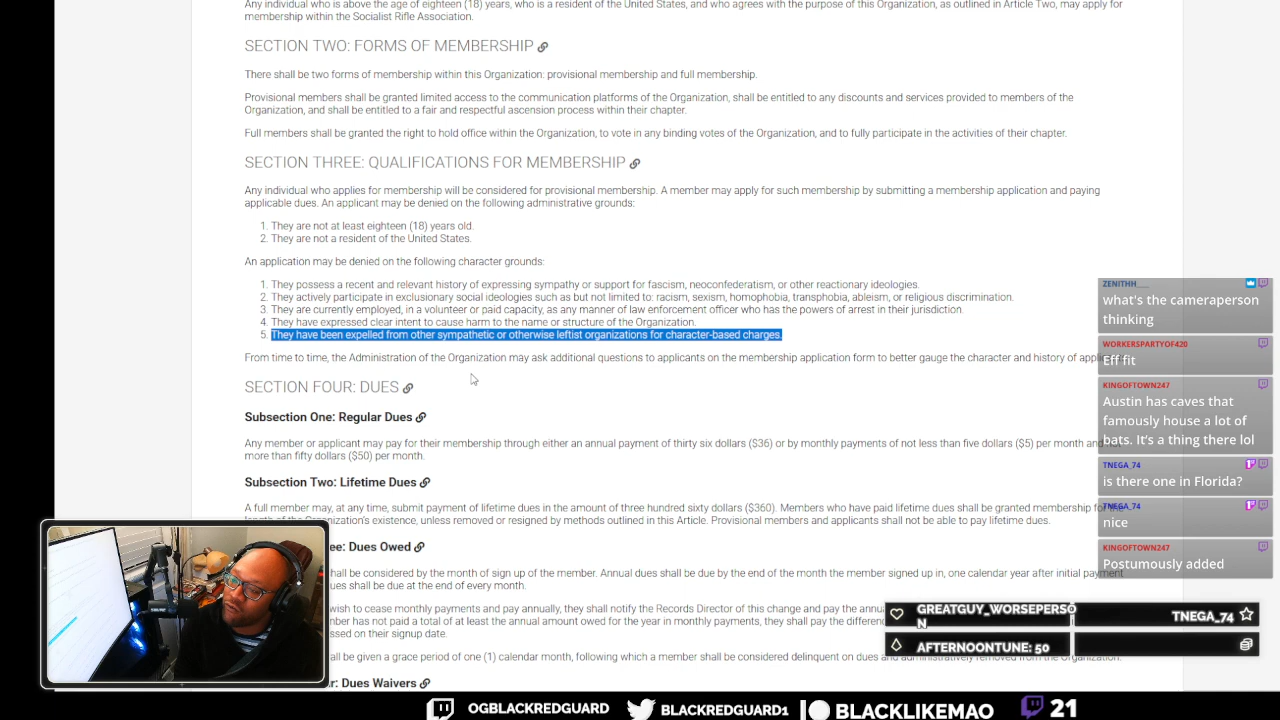 Any individual who is above the age of eighteen (18) years, who is a resident of the United States, and who agrees with the purpose of this Organization, as outlined in Article Two, may apply for
membership within the Socialist Rifle Association.
SECTION TWO: FORMS OF MEMBERSHIP
There shall be two forms of membership within this Organization: provisional membership and full membership.
Provisional members shall be granted limited access to the communication platforms of the Organization, shall be entitled to any discounts and services provided to members of the
Organization, and shall be entitled to a fair and respectful ascension process within their chapter.
Full members shall be granted the right to hold office within the Organization, to vote in any binding votes of the Organization, and to fully participate in the activities of their chapter.
SECTION THREE: QUALIFICATIONS FOR MEMBERSHIP
Any individual who applies for membership will be considered for provisional membership. A member may apply for such membership by submitting a membership application and paying
applicable dues. An applicant may be denied on the following administrative grounds:
1. They are not at least eighteen (18) years old.
2. They are not a resident of the United States.
An application may be denied on the following character grounds:
1. They possess a recent and relevant history of expressing sympathy or support for fascism, neoconfederatism, or other reactionary ideologies.
2. They actively participate in exclusionary social ideologies such as but not limited to: racism, sexism, homophobia, transphobia, ableism, or religious discrimination.
3. They are currently employed, in a volunteer or paid capacity, as any manner of law enforcement officer who has the powers of arrest in their jurisdiction.
4. They have expressed clear intent to cause harm to the name or structure of the Organization.
5. They have been expelled from other sympathetic or otherwise leftist organizations for character-based charges.
From time to time, the Administration of the Organization may ask additional questions to applicants on the membership application form to better gauge the character and history of
SECTION FOUR: DUES
Subsection One: Regular Dues
Any member or applicant may pay for their membership through either an annual payment of thirty six dollars ($36) or by monthly payments of not less than five dollars ($5) per month and
more than fifty dollars ($50) per month.
Subsection Two: Lifetime Dues
A full member may, at any time, submit payment of lifetime dues in the amount of three hundred sixty dollars ($360). Members who have paid lifetime dues shall be granted membership for
Organization's existence, unless removed or resigned by methods outlined in this Article. Provisional members and applicants shall not be able to pay lifetime dues.
ee: Dues Owed
hall be considered by the month of sign up of the member. Annual dues shall be due by the end of the month the member signed up in, one calendar year after initial payment
ues shall be due at the end of every month.
wish to cease monthly payments and pay annually, they shall notify the Records Director of this change and pay the annu
ber has not paid a total of at least the annual amount owed for the year in monthly payments, they shall pay the differenc
ssed on their signup date.
all be given a grace period of one (1) calendar month, following which a member shall be considered delinquent on dues and administratively removed from the Organization.
r: Dues Waivers
ZENITHH___
what's the cameraperson
thinking
WORKERSPARTYOF420
Eff fit
KINGOFTOWN247
Austin has caves that
famously house a lot of
bats. It's a thing there lol
TNEGA_74
is there one in Florida?
TNEGA_74
nice
KINGOFTOWN247
Postumously added
GREATGUY_WORSEPERSO
N
TNEGA_74
AFTERNOONTUNE: 50
OGBLACKREDGUARD
BLACKREDGUARD1
BLACKLIKEMAO
21